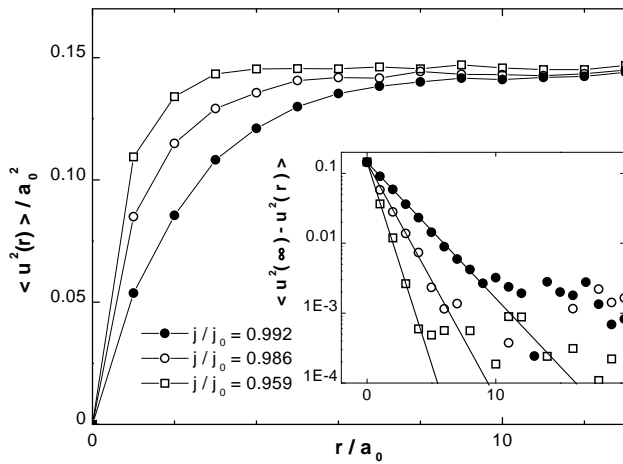 0.15
0.10
0.05
0
0
10
< u²(r) > / a₀²
r / a₀
j / j₀ = 0.992
j / j₀ = 0.986
j / j₀ = 0.959
0.1
0.01
1E-3
1E-4
0
10
< u²(∞) - u²( r ) >